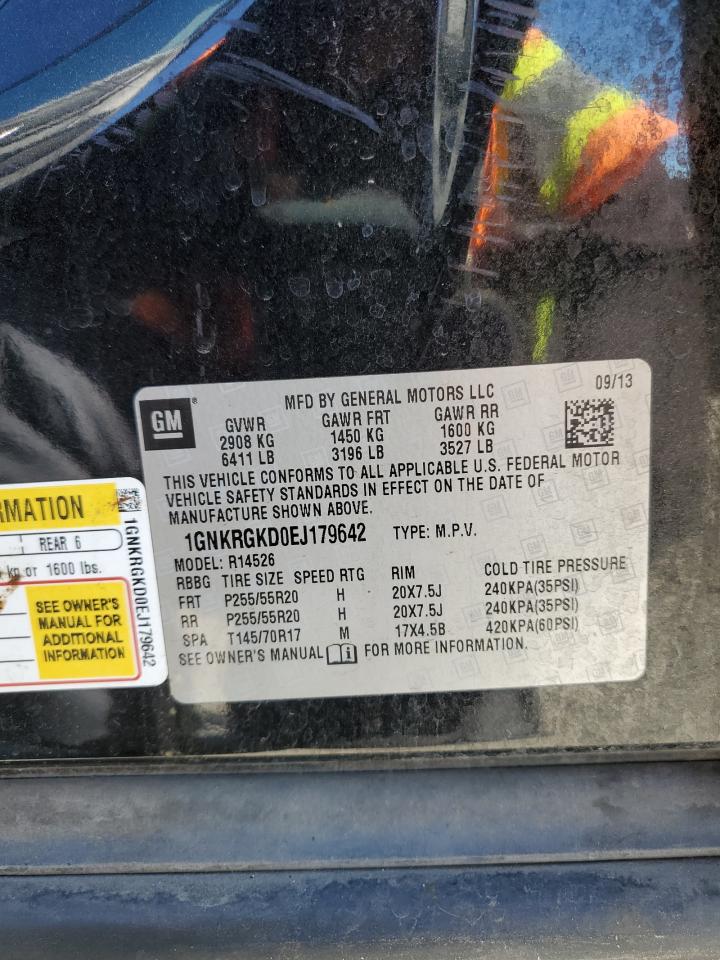 GM
®
MFD BY GENERAL MOTORS LLC
09/13
GVWR GAWR FRT GAWR RR
2908 KG 1450 KG 1600 KG
6411 LB 3196 LB 3527 LB
THIS VEHICLE CONFORMS TO ALL APPLICABLE U.S. FEDERAL MOTOR
VEHICLE SAFETY STANDARDS IN EFFECT ON THE DATE OF
MANUFACTURE SHOWN ABOVE.
1GNKRGKD0EJ179642 TYPE: M.P.V.
MODEL: R14526
RBBG TIRE SIZE SPEED RTG RIM COLD TIRE PRESSURE
FRT P255/55R20 H 20X7.5J 240KPA(35PSI)
RR P255/55R20 H 20X7.5J 240KPA(35PSI)
SPA T145/70R17 M 17X4.5B 420KPA(60PSI)
SEE OWNER'S MANUAL FOR MORE INFORMATION.
RMATION
REAR 6
kg or 1600 lbs.
SEE OWNER'S
MANUAL FOR
ADDITIONAL
INFORMATION
1GNKRGKD0EJ179642